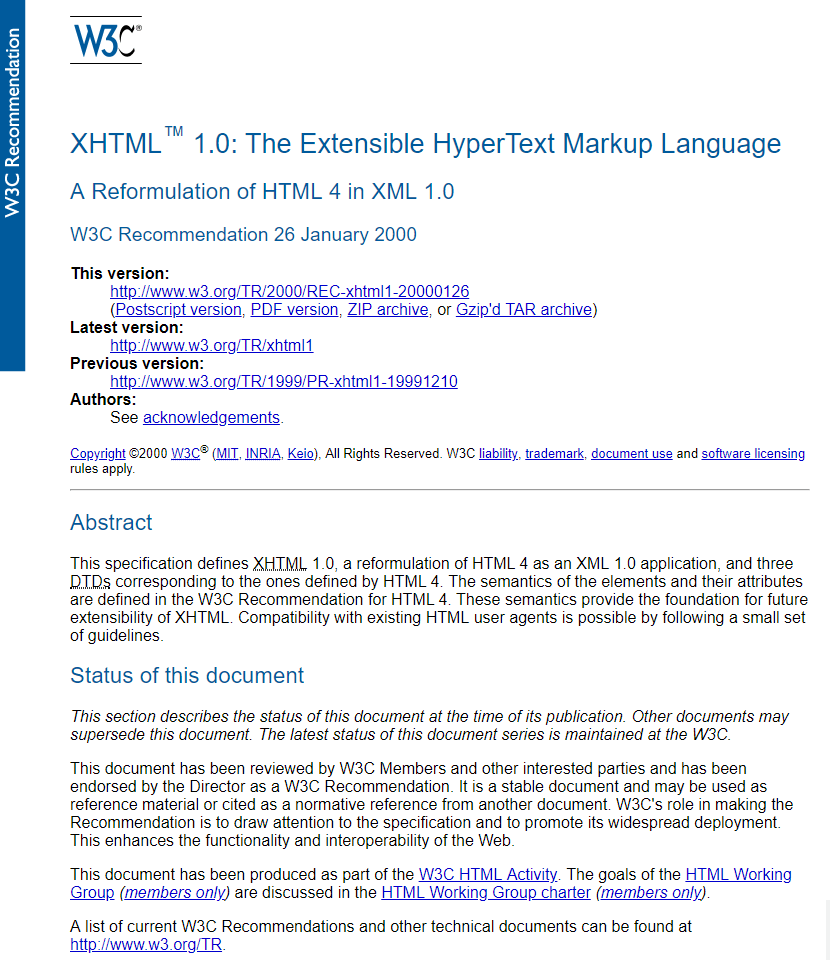 W3C®
W3C Recommendation
XHTML™ 1.0: The Extensible HyperText Markup Language
A Reformulation of HTML 4 in XML 1.0
W3C Recommendation 26 January 2000
This version:
http://www.w3.org/TR/2000/REC-xhtml1-20000126
(Postscript version, PDF version, ZIP archive, or Gzip'd TAR archive)
Latest version:
http://www.w3.org/TR/xhtml1
Previous version:
http://www.w3.org/TR/1999/PR-xhtml1-19991210
Authors:
See acknowledgements.
Copyright ©2000 W3C® (MIT, INRIA, Keio), All Rights Reserved. W3C liability, trademark, document use and software licensing
rules apply.
Abstract
This specification defines XHTML 1.0, a reformulation of HTML 4 as an XML 1.0 application, and three
DTDs corresponding to the ones defined by HTML 4. The semantics of the elements and their attributes
are defined in the W3C Recommendation for HTML 4. These semantics provide the foundation for future
extensibility of XHTML. Compatibility with existing HTML user agents is possible by following a small set
of guidelines.
Status of this document
This section describes the status of this document at the time of its publication. Other documents may
supersede this document. The latest status of this document series is maintained at the W3C.
This document has been reviewed by W3C Members and other interested parties and has been
endorsed by the Director as a W3C Recommendation. It is a stable document and may be used as
reference material or cited as a normative reference from another document. W3C's role in making the
Recommendation is to draw attention to the specification and to promote its widespread deployment.
This enhances the functionality and interoperability of the Web.
This document has been produced as part of the W3C HTML Activity. The goals of the HTML Working
Group (members only) are discussed in the HTML Working Group charter (members only).
A list of current W3C Recommendations and other technical documents can be found at
http://www.w3.org/TR.